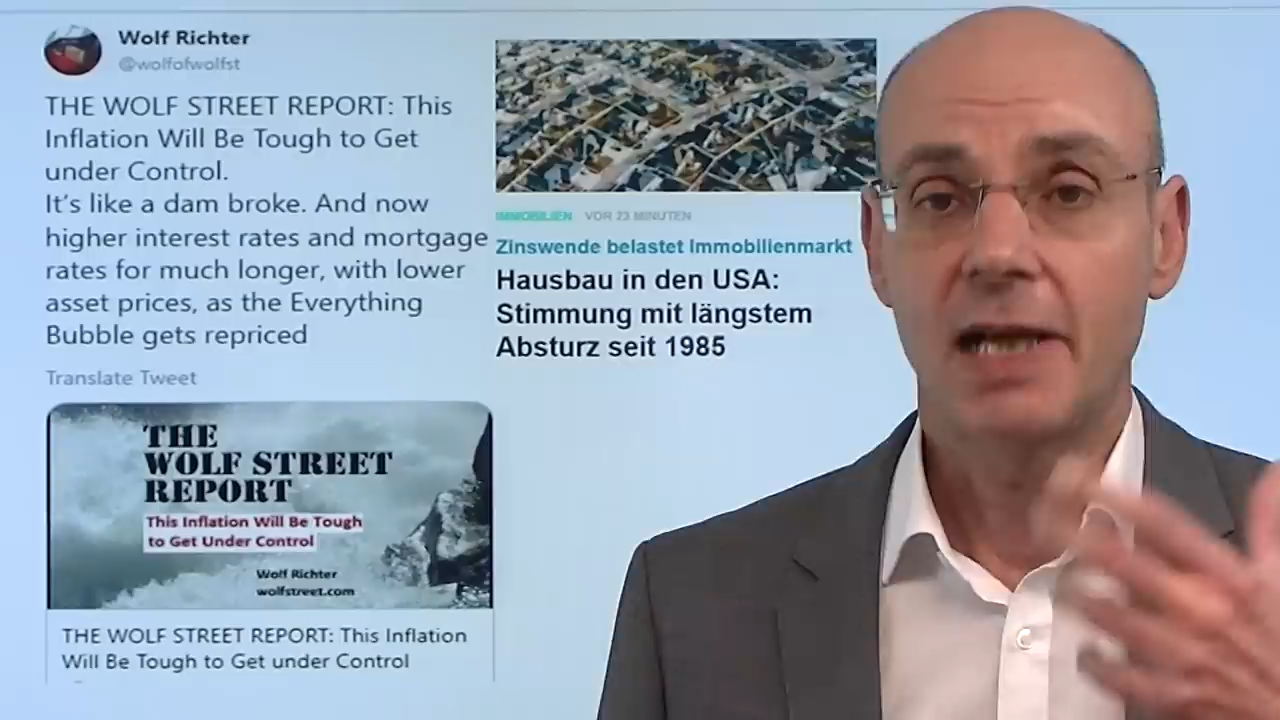 Wolf Richter
@wolfofwolfst
THE WOLF STREET REPORT: This
Inflation Will Be Tough to Get
under Control.
It's like a dam broke. And now
higher interest rates and mortgage
rates for much longer, with lower
asset prices, as the Everything
Bubble gets repriced
Translate Tweet
THE
WOLF STREET
REPORT
This Inflation Will Be Tough
to Get Under Control
Wolf Richter
wolfstreet.com
THE WOLF STREET REPORT: This Inflation
Will Be Tough to Get under Control
IMMOBILIEN VOR 23 MINUTEN
Zinswende belastet Immobilienmarkt
Hausbau in den USA:
Stimmung mit längstem
Absturz seit 1985